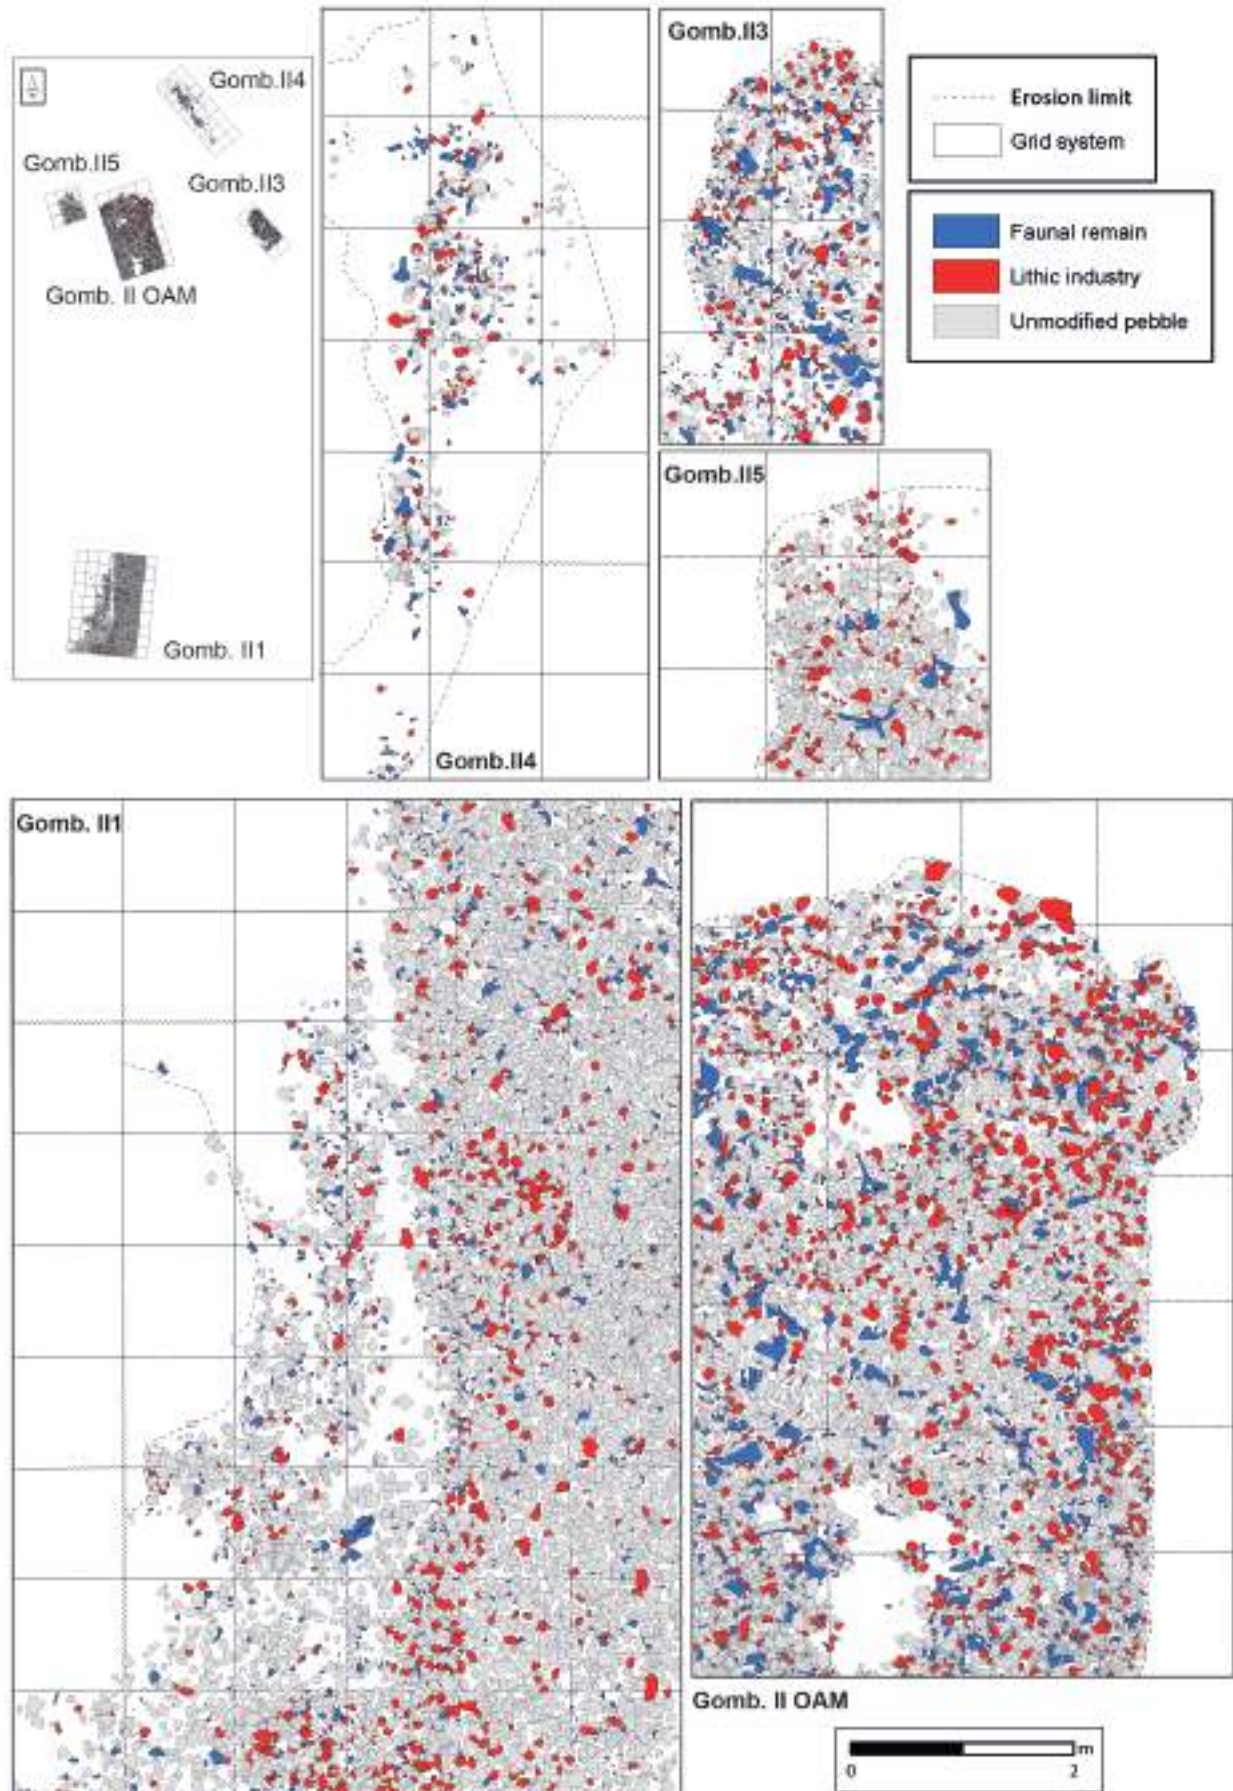 Gomb.II4
Gomb.II5
Gomb.II3
Gomb. II OAM
Gomb. II1
Gomb.II4
Gomb.II3
Erosion limit
Grid system
Faunal remain
Lithic industry
Unmodified pebble
Gomb.II5
Gomb. II1
Gomb. II OAM
m
0 2